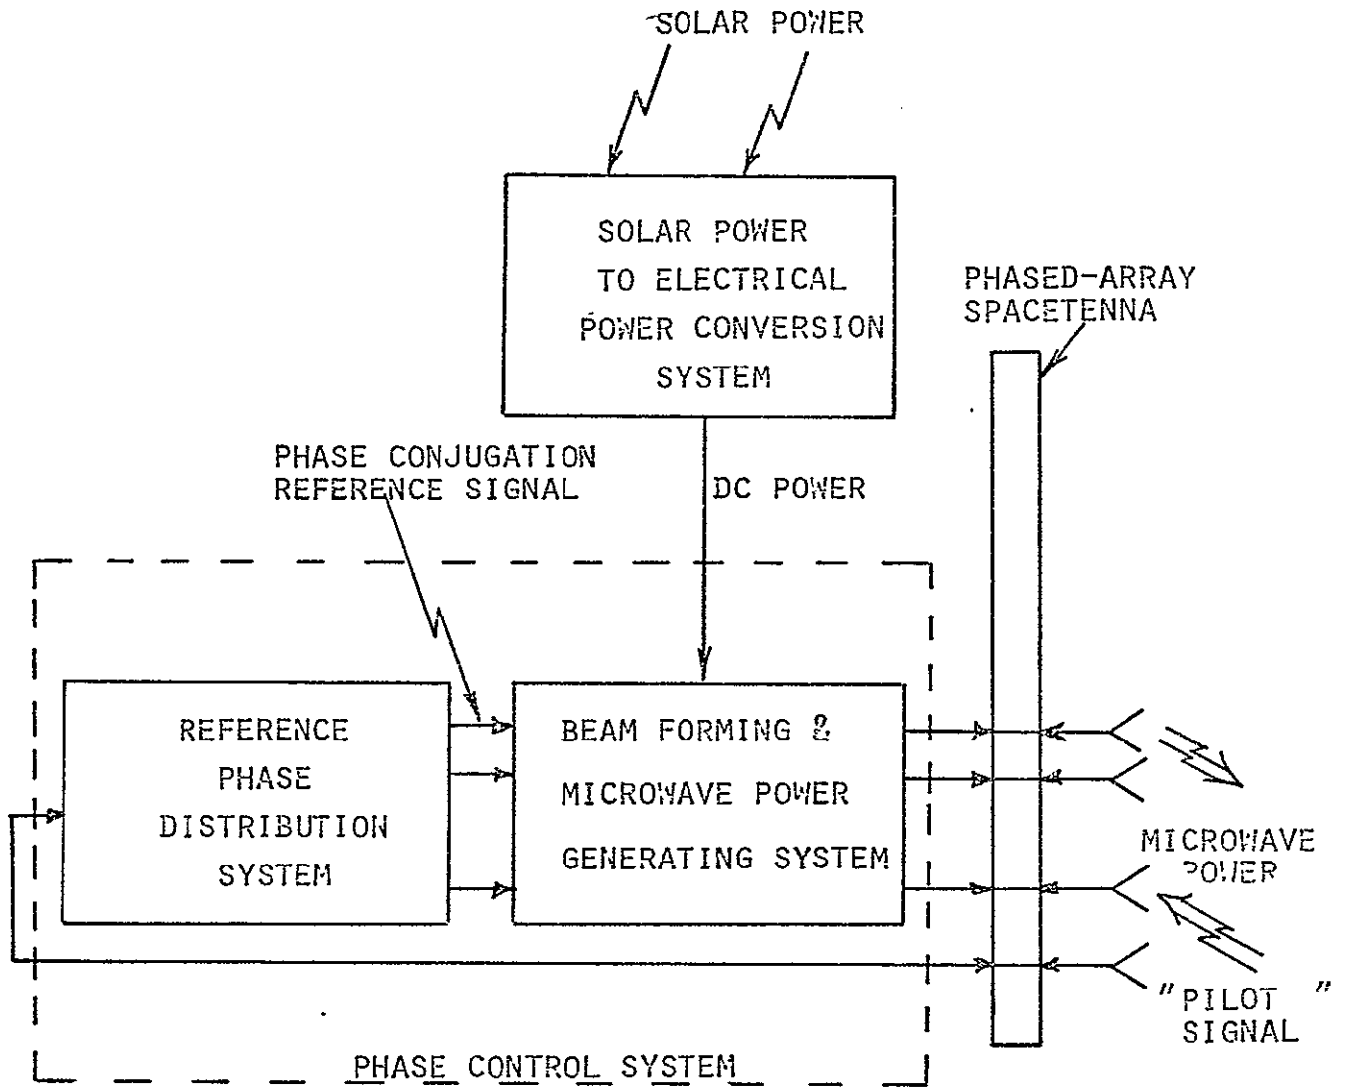 SOLAR POWER
SOLAR POWER
TO ELECTRICAL
POWER CONVERSION
SYSTEM
PHASED-ARRAY
SPACETENNA
PHASE CONJUGATION
REFERENCE SIGNAL
DC POWER
REFERENCE
PHASE
DISTRIBUTION
SYSTEM
BEAM FORMING &
MICROWAVE POWER
GENERATING SYSTEM
MICROWAVE
POWER
"PILOT "
SIGNAL
PHASE CONTROL SYSTEM